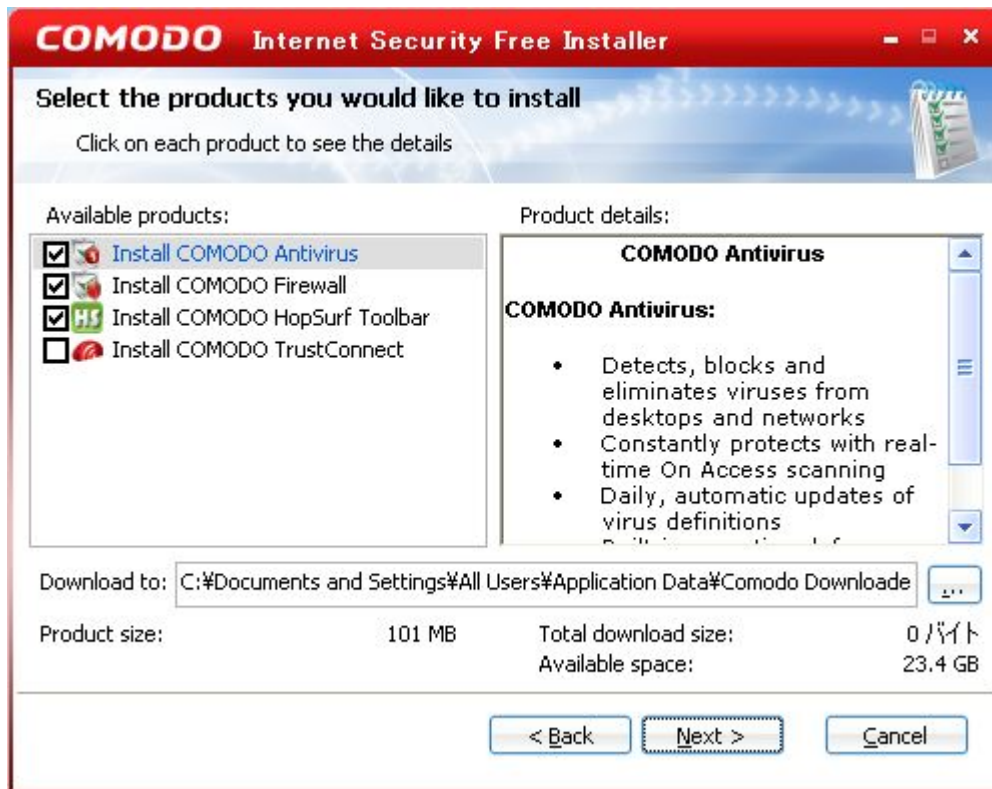 COMODO Internet Security Free Installer
Select the products you would like to install
Click on each product to see the details
Available products:
Install COMODO Antivirus
Install COMODO Firewall
HS Install COMODO HopSurf Toolbar
Install COMODO TrustConnect
Product details:
COMODO Antivirus
COMODO Antivirus:
• Detects, blocks and
eliminates viruses from
desktops and networks
• Constantly protects with real-
time On Access scanning
• Daily, automatic updates of
virus definitions
Download to: C:¥Documents and Settings¥All Users¥Application Data¥Comodo Downloade ...
Product size: 101 MB
Total download size: 0 バイト
Available space: 23.4 GB
< Back
Next >
Cancel